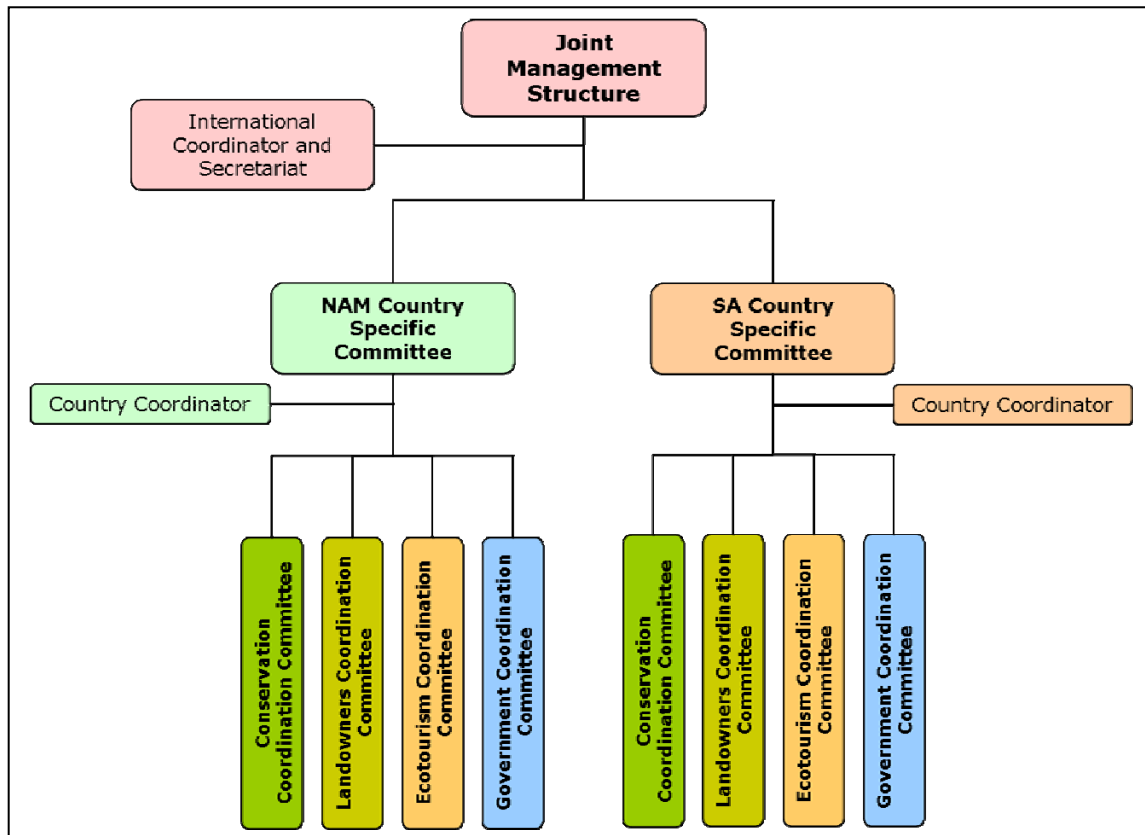 Joint
Management
Structure
International
Coordinator and
Secretariat
NAM Country
Specific
Committee
SA Country
Specific
Committee
Country Coordinator
Country Coordinator
Conservation
Coordination Committee
Landowners Coordination
Committee
Ecotourism Coordination
Committee
Government Coordination
Committee
Conservation
Coordination Committee
Landowners Coordination
Committee
Ecotourism Coordination
Committee
Government Coordination
Committee